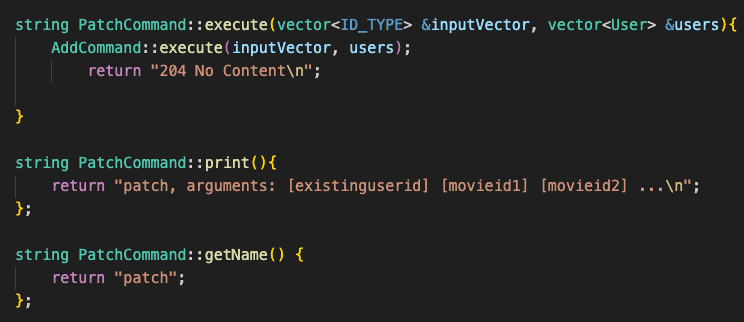 string PatchCommand::execute(vector<ID_TYPE> &inputVector, vector<User> &users){
    AddCommand::execute(inputVector, users);
        return "204 No Content\n";
}
string PatchCommand::print(){
    return "patch, arguments: [existinguserid] [movieid1] [movieid2] ...\n";
};
string PatchCommand::getName() {
    return "patch";
};